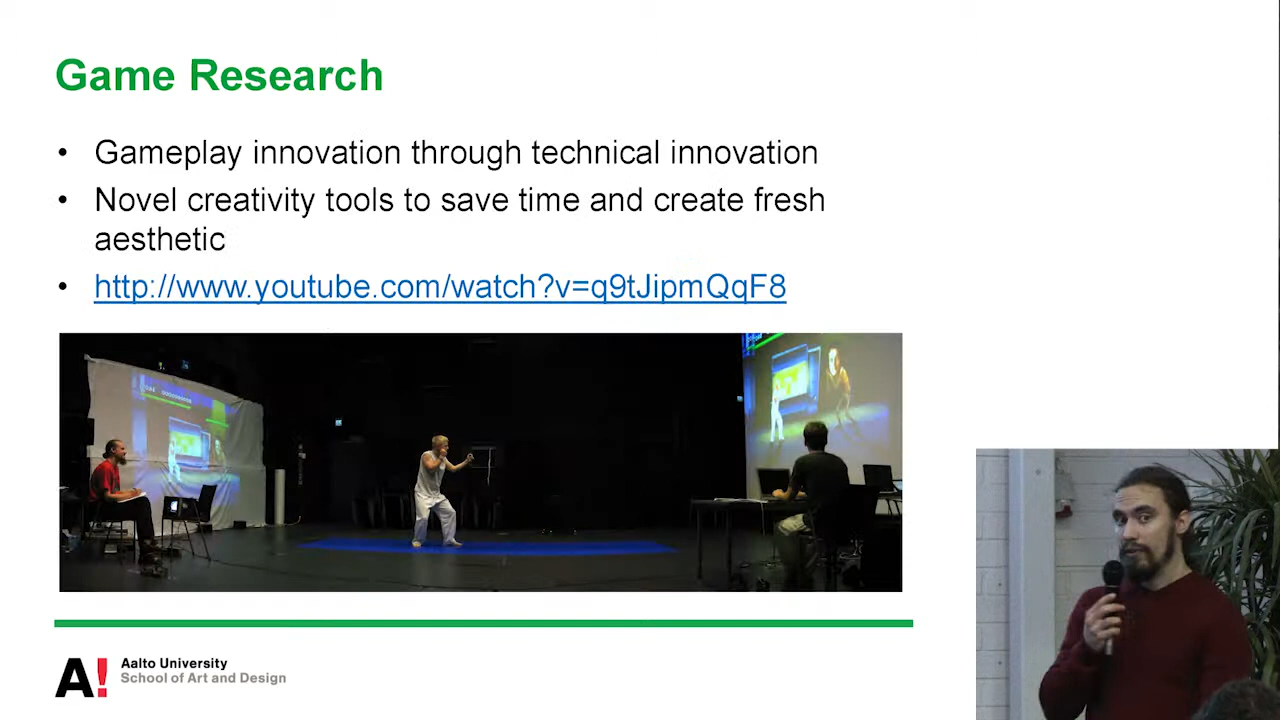 Game Research
• Gameplay innovation through technical innovation
• Novel creativity tools to save time and create fresh
aesthetic
• http://www.youtube.com/watch?v=q9tJipmQqF8
A!
Aalto University
School of Art and Design